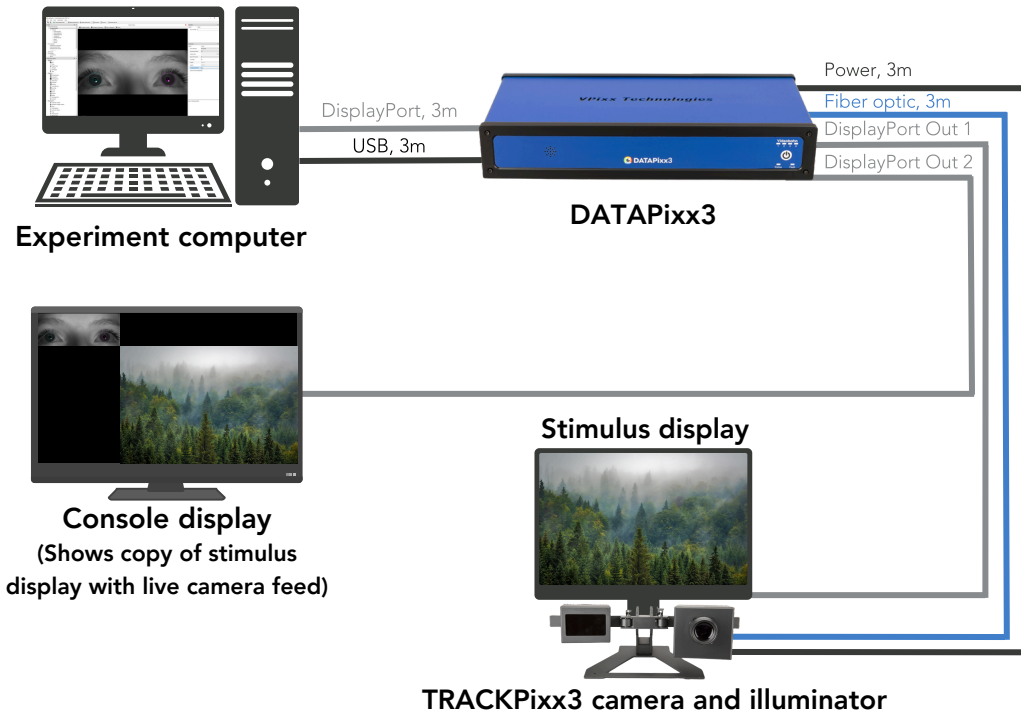 DisplayPort, 3m
USB, 3m
VPixx Technologies
DATAPixx3
Power, 3m
Fiber optic, 3m
DisplayPort Out 1
DisplayPort Out 2
Experiment computer
DATAPixx3
Stimulus display
Console display
(Shows copy of stimulus
display with live camera feed)
TRACKPixx3 camera and illuminator